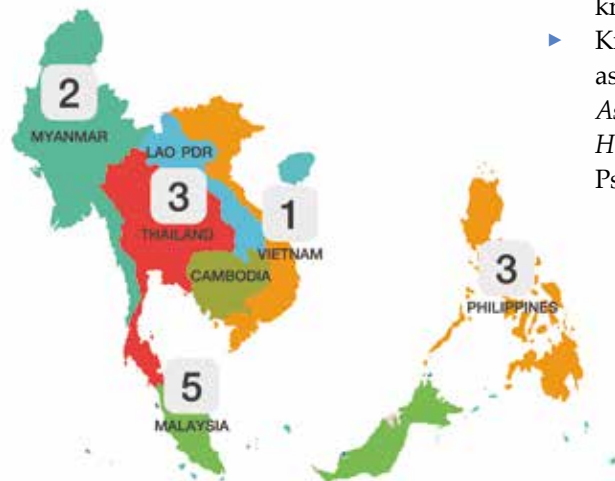 2
MYANMAR
LAO PDR
3
THAILAND
1
VIETNAM
CAMBODIA
3
PHILIPPINES
5
MALAYSIA